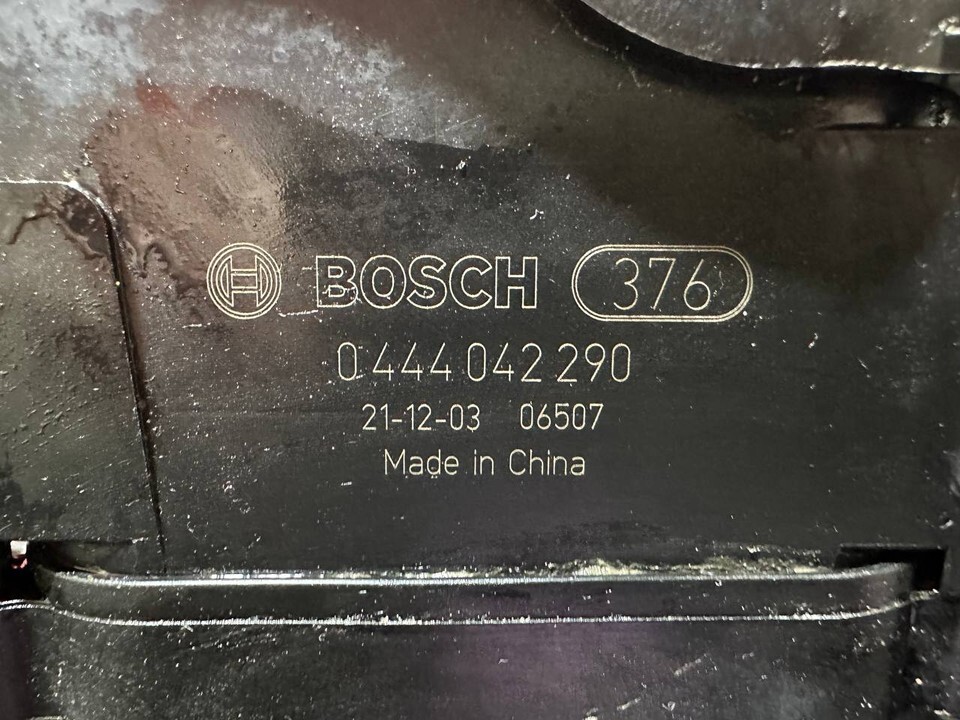 BOSCH 376
0 444 042 290
21-12-03 06507
Made in China